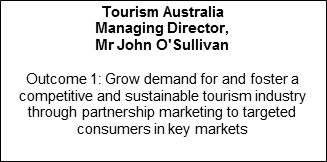 Tourism Australia
Managing Director,
Mr John O'Sullivan
Outcome 1: Grow demand for and foster a
competitive and sustainable tourism industry
through partnership marketing to targeted
consumers in key markets